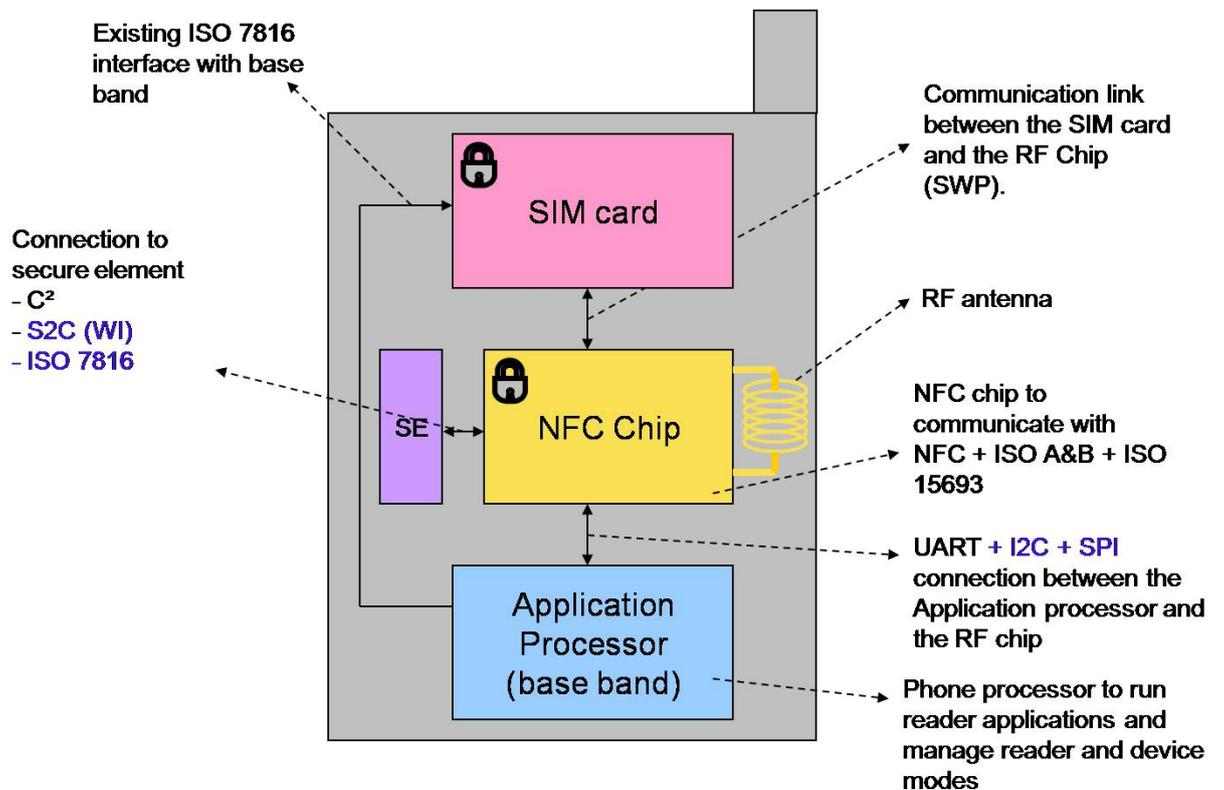 Existing ISO 7816
interface with base
band
Communication link
between the SIM card
and the RF Chip
(SWP).
SIM card
Connection to
secure element
- C²
- S2C (WI)
- ISO 7816
RF antenna
SE
NFC Chip
NFC chip to
communicate with
NFC + ISO A&B + ISO
15693
UART + I2C + SPI
connection between the
Application processor and
the RF chip
Application
Processor
(base band)
Phone processor to run
reader applications and
manage reader and device
modes